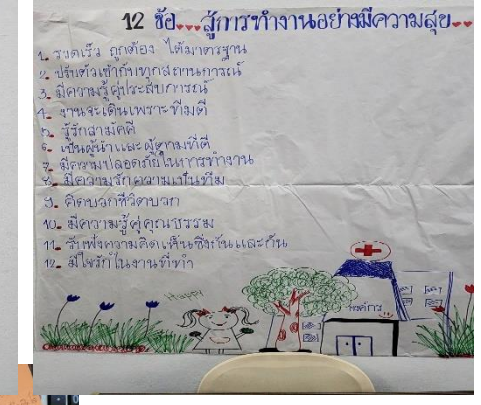 12 ข้อ...สู่การทำงานอย่างมีความสุข..
1. รวดเร็ว ถูกต้อง ได้มาตรฐาน
2. ปรับตัวเข้ากับทุกสถานการณ์
3. มีความรู้คู่ประสบการณ์
4. งานจะเดินเพราะทีมดี
5. รู้รักสามัคคี
6. เป็นผู้นำและผู้ตามที่ดี
7. มีความปลอดภัยในการทำงาน
8. มีความรักความเป็นทีม
9. คิดบวกชีวิตบวก
10. มีความรู้คู่คุณธรรม
11. รับฟังความคิดเห็นซึ่งกันและกัน
12. มีใจรักในงานที่ทำ
Happy
องค์กร